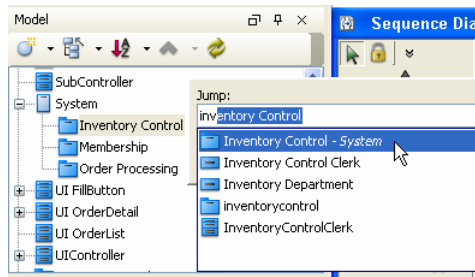 Model
Sequence Dia
SubController
System
Jump:
Inventory Control
inventory Control
Membership
Inventory Control - System
Order Processing
Inventory Control Clerk
UI FillButton
Inventory Department
UI OrderDetail
inventorycontrol
UI OrderList
InventoryControlClerk
UIController